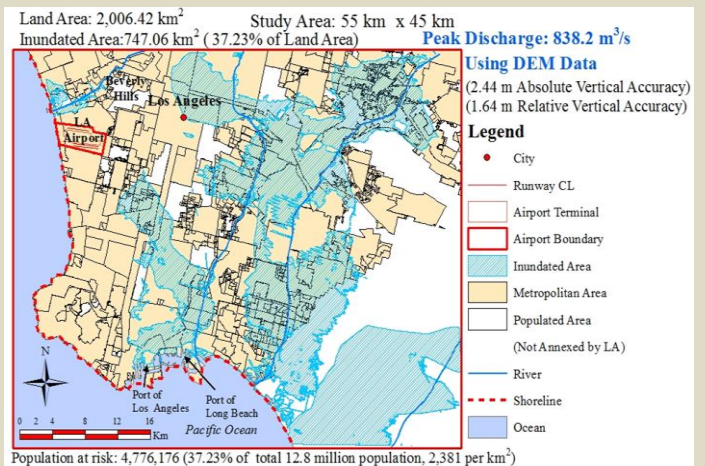 Land Area: 2,006.42 km²
Study Area: 55 km x 45 km
Inundated Area:747.06 km² ( 37.23% of Land Area)
Peak Discharge: 838.2 m³/s
Using DEM Data
(2.44 m Absolute Vertical Accuracy)
(1.64 m Relative Vertical Accuracy)
Beverly
Hills
Los Angeles
LA
Airport
Legend
City
Runway CL
Airport Terminal
Airport Boundary
Inundated Area
Metropolitan Area
Populated Area
(Not Annexed by LA)
River
Shoreline
Ocean
N
Port of
Los Angeles
Port of
Long Beach
Pacific Ocean
0 2 4 8 12 16
Km
Population at risk: 4,776,176 (37.23% of total 12.8 million population, 2,381 per km²)